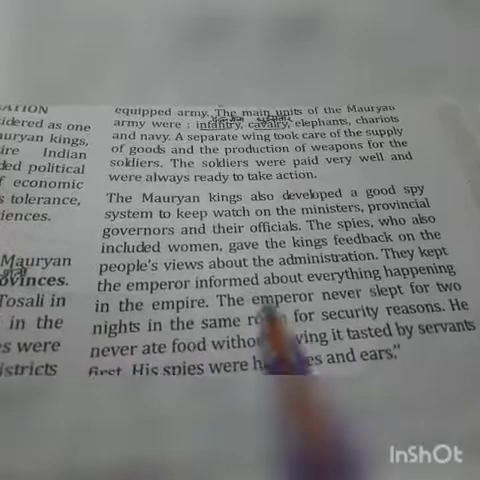 ATION
idered as one
auryan kings,
ire Indian
ded political
f economic
s tolerance,
iences.
Mauryan
ovinces.
Tosali in
in the
es were
istricts
equipped army. The main units of the Mauryan
army were : infantry, cavalry, elephants, chariots
and navy. A separate wing took care of the supply
of goods and the production of weapons for the
soldiers. The soldiers were paid very well and
were always ready to take action.
The Mauryan kings also developed a good spy
system to keep watch on the ministers, provincial
governors and their officials. The spies, who also
included women, gave the kings feedback on the
people's views about the administration. They kept
the emperor informed about everything happening
in the empire. The emperor never slept for two
nights in the same for security reasons. He
never ate food it tasted by servants
first. His spies were and ears."
InShOt